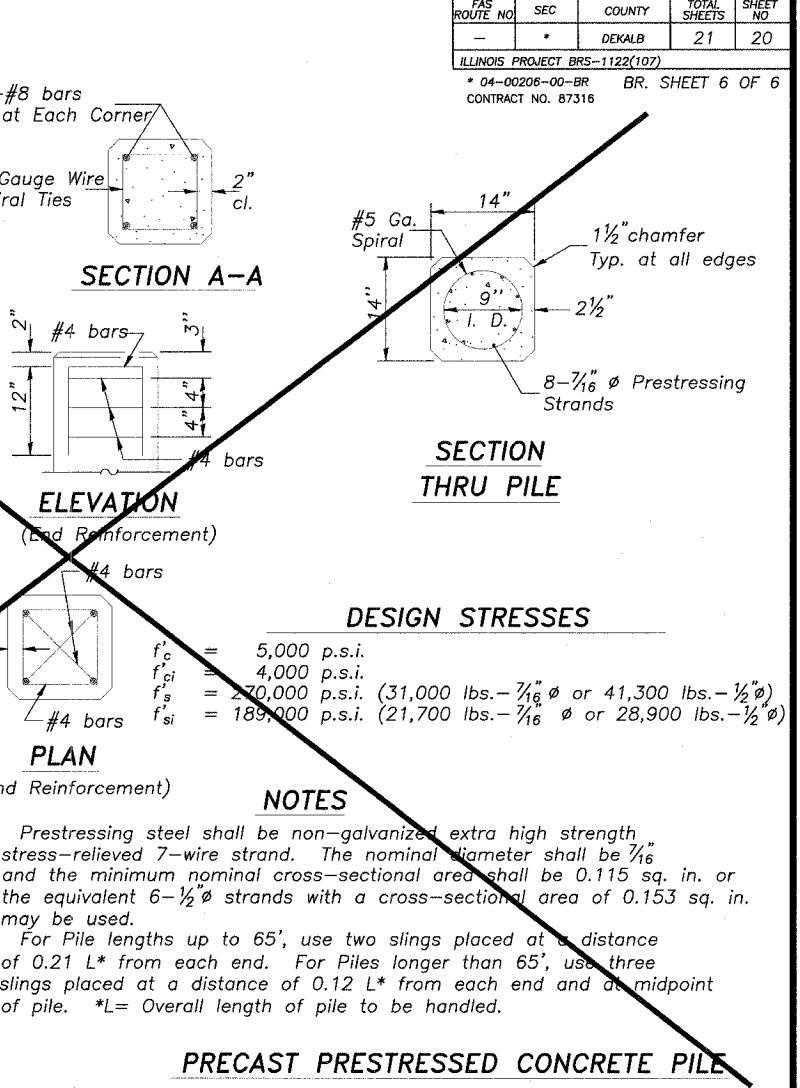 FAS ROUTE NO SEC COUNTY TOTAL SHEETS SHEET NO
— * DEKALB 21 20
ILLINOIS PROJECT BRS-1122(107)
* 04-00206-00-BR BR. SHEET 6 OF 6
CONTRACT NO. 87316
-#8 bars
at Each Corner
Gauge Wire
ral Ties
2"
cl.
SECTION A-A
14"
#5 Ga.
Spiral
1½" chamfer
Typ. at all edges
14"
9"
I. D.
2½"
8-7/16" ø Prestressing
Strands
SECTION
THRU PILE
2"
#4 bars
3"
12"
4"
4"
#4 bars
ELEVATION
(End Reinforcement)
#4 bars
#4 bars
PLAN
nd Reinforcement)
DESIGN STRESSES
f'c = 5,000 p.s.i.
f'ci = 4,000 p.s.i.
f's = 270,000 p.s.i. (31,000 lbs.-7/16" ø or 41,300 lbs.-½"ø)
f'si = 189,000 p.s.i. (21,700 lbs.-7/16" ø or 28,900 lbs.-½"ø)
NOTES
Prestressing steel shall be non-galvanized extra high strength
stress-relieved 7-wire strand. The nominal diameter shall be 7/16"
and the minimum nominal cross-sectional area shall be 0.115 sq. in. or
the equivalent 6-½"ø strands with a cross-sectional area of 0.153 sq. in.
may be used.
For Pile lengths up to 65', use two slings placed at a distance
of 0.21 L* from each end. For Piles longer than 65', use three
slings placed at a distance of 0.12 L* from each end and at midpoint
of pile. *L= Overall length of pile to be handled.
PRECAST PRESTRESSED CONCRETE PILE